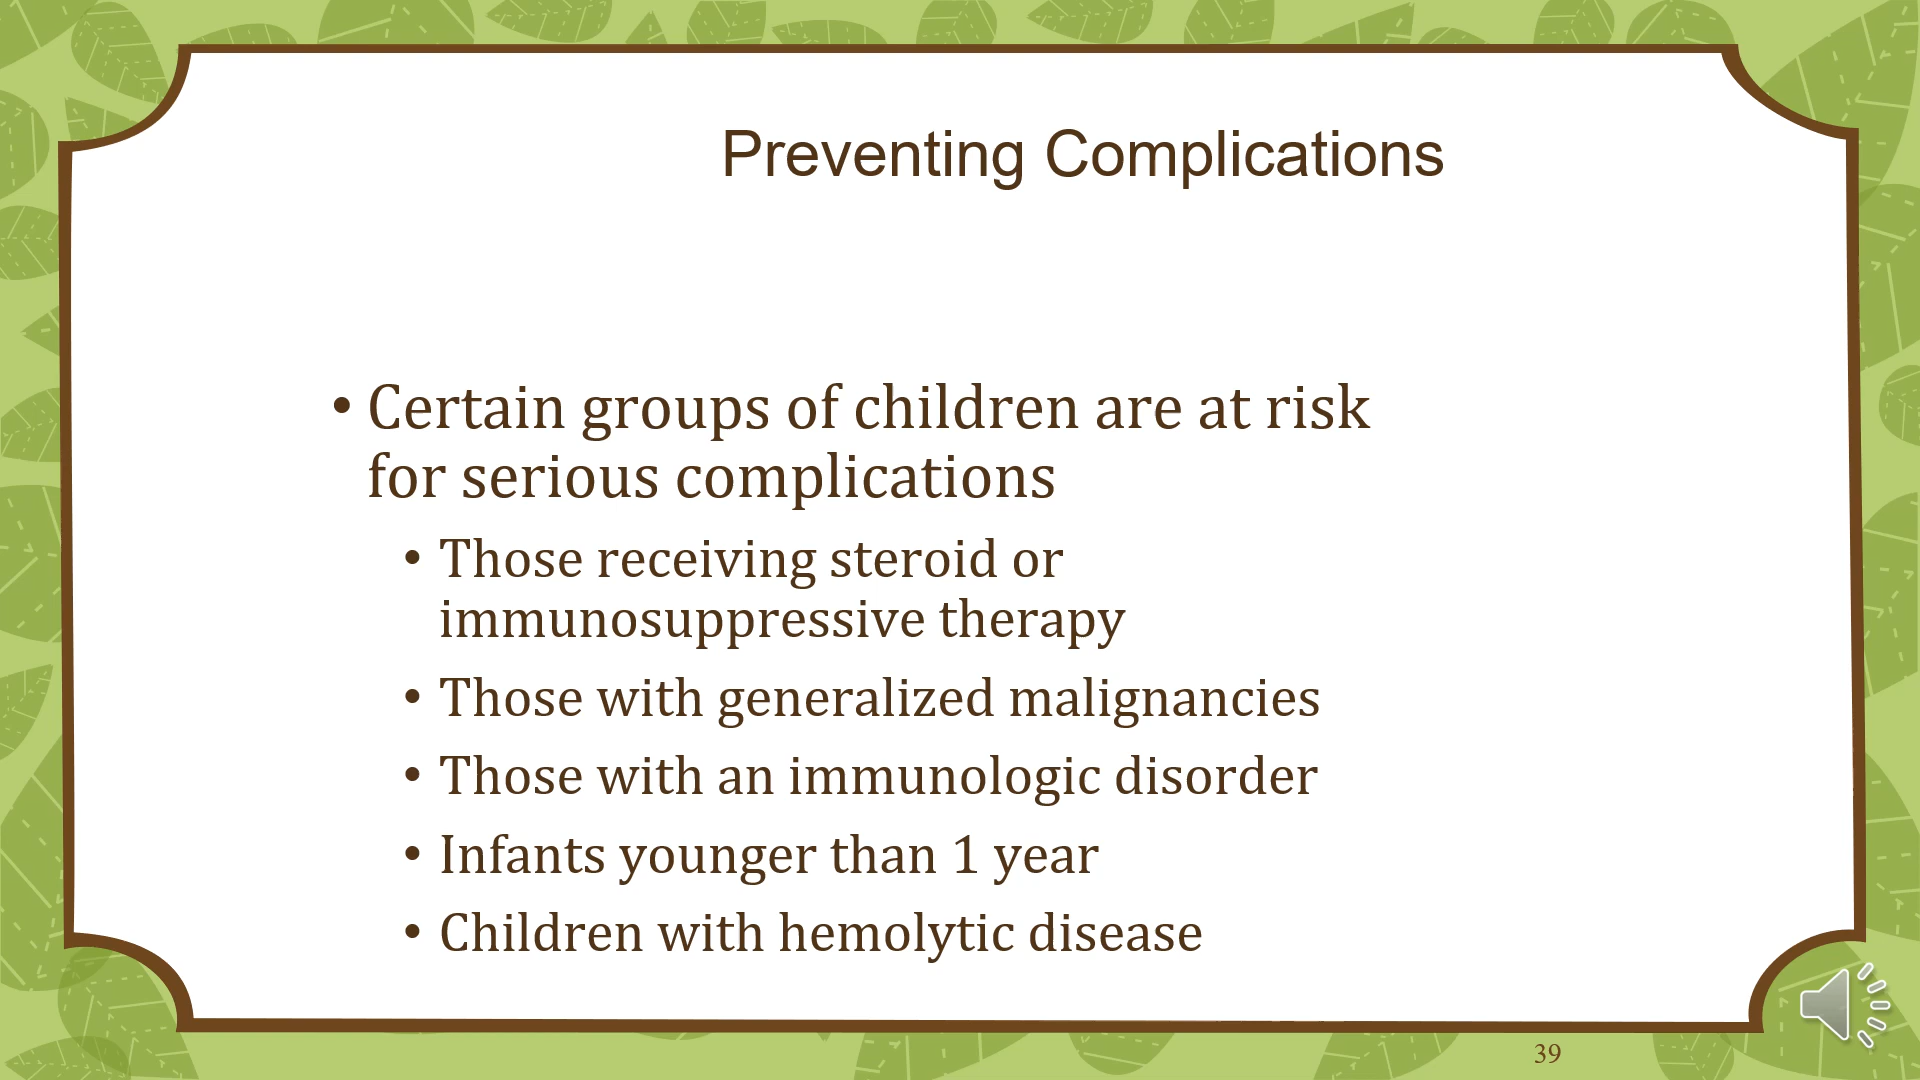 Preventing Complications
• Certain groups of children are at risk
for serious complications
• Those receiving steroid or
immunosuppressive therapy
• Those with generalized malignancies
• Those with an immunologic disorder
• Infants younger than 1 year
• Children with hemolytic disease
39